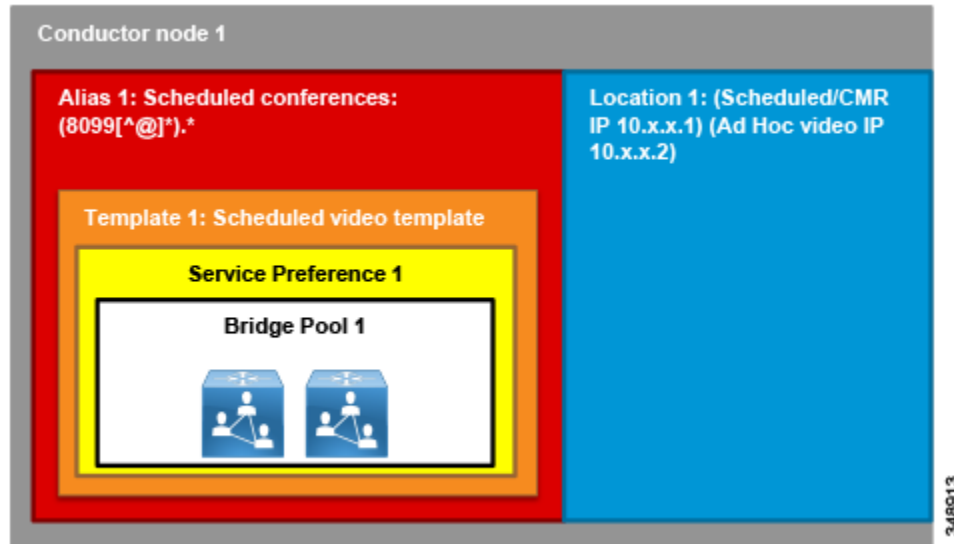 Conductor node 1
Alias 1: Scheduled conferences:
(8099[^@]*).*
Location 1: (Scheduled/CMR
IP 10.x.x.1) (Ad Hoc video IP
10.x.x.2)
Template 1: Scheduled video template
Service Preference 1
Bridge Pool 1
348913